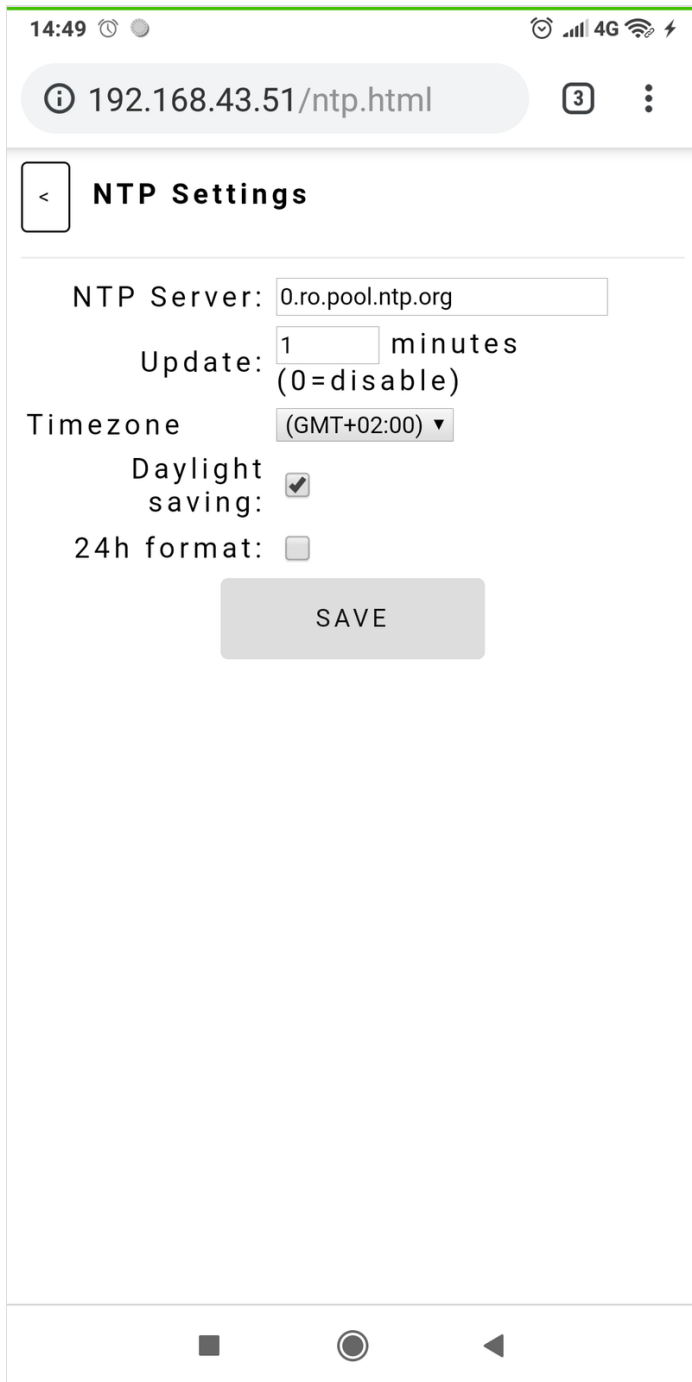 14:49 4G
192.168.43.51/ntp.html 3
< NTP Settings
NTP Server: 0.ro.pool.ntp.org
Update: 1 minutes
(0=disable)
Timezone (GMT+02:00) ▼
Daylight
saving:
24h format:
SAVE